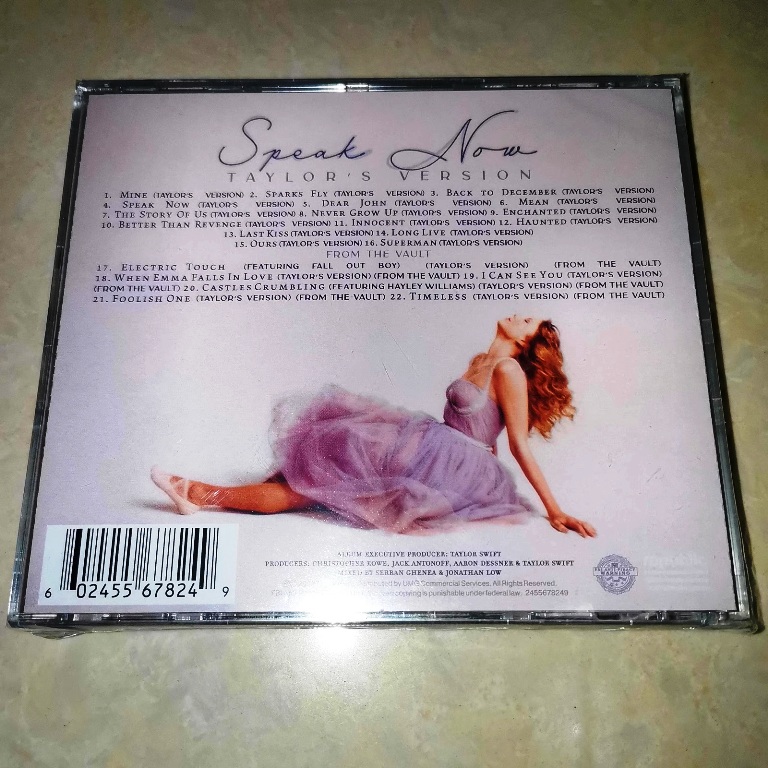 Speak Now
TAYLOR'S VERSION
1. MINE (TAYLOR'S VERSION) 2. SPARKS FLY (TAYLOR'S VERSION) 3. BACK TO DECEMBER (TAYLOR'S VERSION)
4. SPEAK NOW (TAYLOR'S VERSION) 5. DEAR JOHN (TAYLOR'S VERSION) 6. MEAN (TAYLOR'S VERSION)
7. THE STORY OF US (TAYLOR'S VERSION) 8. NEVER GROW UP (TAYLOR'S VERSION) 9. ENCHANTED (TAYLOR'S VERSION)
10. BETTER THAN REVENGE (TAYLOR'S VERSION) 11. INNOCENT (TAYLOR'S VERSION) 12. HAUNTED (TAYLOR'S VERSION)
13. LAST KISS (TAYLOR'S VERSION) 14. LONG LIVE (TAYLOR'S VERSION)
15. OURS (TAYLOR'S VERSION) 16. SUPERMAN (TAYLOR'S VERSION)
FROM THE VAULT
17. ELECTRIC TOUCH (FEATURING FALL OUT BOY) (TAYLOR'S VERSION) (FROM THE VAULT)
18. WHEN EMMA FALLS IN LOVE (TAYLOR'S VERSION) (FROM THE VAULT) 19. I CAN SEE YOU (TAYLOR'S VERSION)
(FROM THE VAULT) 20. CASTLES CRUMBLING (FEATURING HAYLEY WILLIAMS) (TAYLOR'S VERSION) (FROM THE VAULT)
21. FOOLISH ONE (TAYLOR'S VERSION) (FROM THE VAULT) 22. TIMELESS (TAYLOR'S VERSION) (FROM THE VAULT)
ALBUM EXECUTIVE PRODUCER: TAYLOR SWIFT
PRODUCERS: CHRISTOPHER ROWE, JACK ANTONOFF, AARON DESSNER & TAYLOR SWIFT
MIXED BY SERBAN GHENEA & JONATHAN LOW
by UMG Commercial Services. All Rights Reserved.
copying is punishable under federal law. 2455678249
6 02455 67824 9